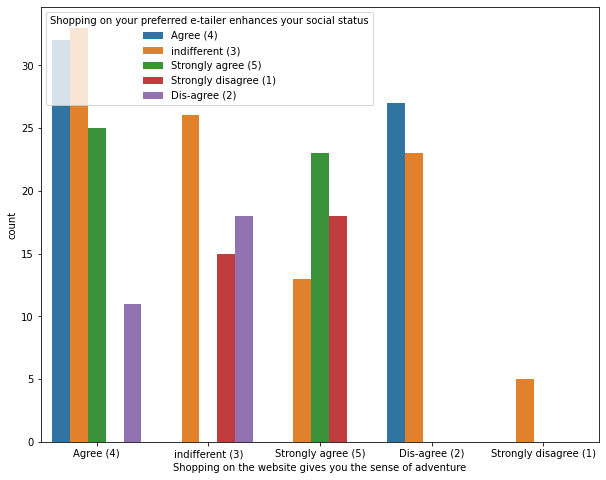 Shopping on your preferred e-tailer enhances your social status
Agree (4)
indifferent (3)
Strongly agree (5)
Strongly disagree (1)
Dis-agree (2)
30
25
20
15
10
5
0
count
Agree (4)
indifferent (3)
Strongly agree (5)
Dis-agree (2)
Strongly disagree (1)
Shopping on the website gives you the sense of adventure